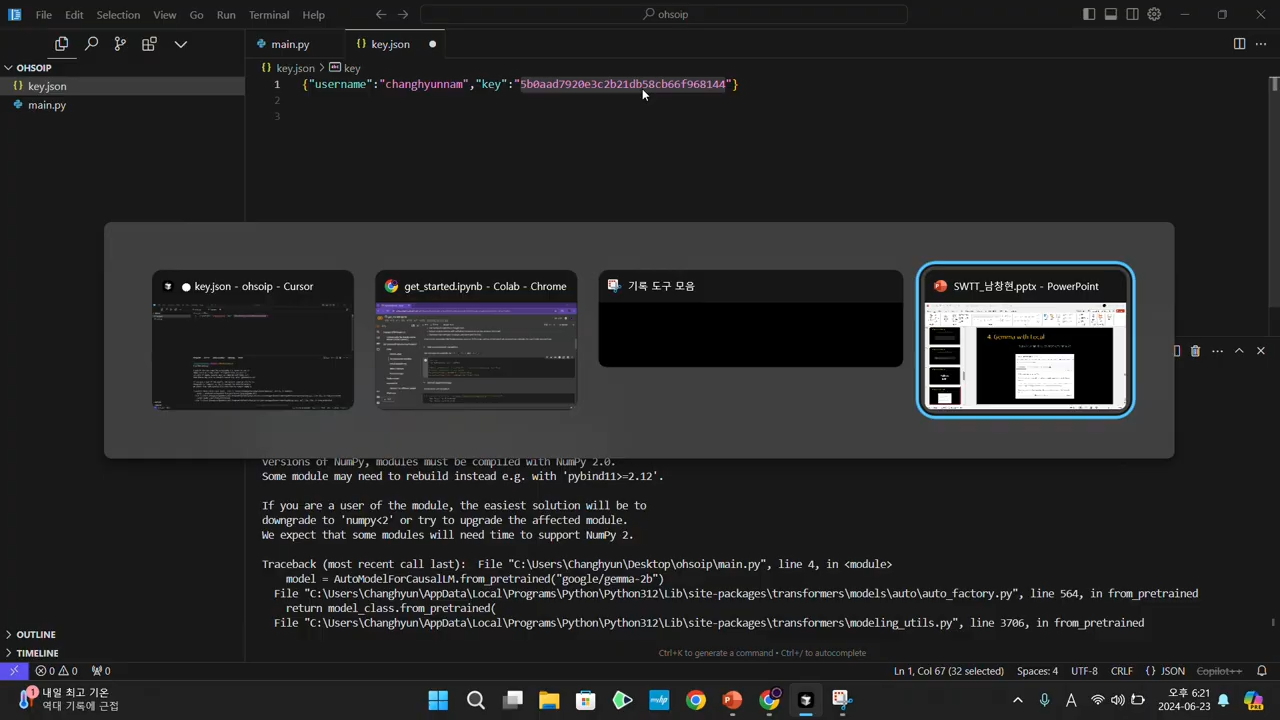 File Edit Selection View Go Run Terminal Help
ohsoip
main.py
key.json
OHSOIP
key.json
main.py
key.json > key
1 {"username":"changhyunnam","key":"5b0aad7920e3c2b21db58cb66f968144"}
2
3
key.json - ohsoip - Cursor
get_started.ipynb - Colab - Chrome
기록 도구 모음
SWTT_남창현.pptx - PowerPoint
4. Gemma with Local
versions of NumPy, modules must be compiled with NumPy 2.0.
Some module may need to rebuild instead e.g. with 'pybind11>=2.12'.
If you are a user of the module, the easiest solution will be to
downgrade to 'numpy<2' or try to upgrade the affected module.
We expect that some modules will need time to support NumPy 2.
Traceback (most recent call last): File "C:\Users\Changhyun\Desktop\ohsoip\main.py", line 4, in <module>
model = AutoModelForCausalLM.from_pretrained("google/gemma-2b")
File "C:\Users\Changhyun\AppData\Local\Programs\Python\Python312\Lib\site-packages\transformers\models\auto\auto_factory.py", line 564, in from_pretrained
return model_class.from_pretrained(
File "C:\Users\Changhyun\AppData\Local\Programs\Python\Python312\Lib\site-packages\transformers\modeling_utils.py", line 3706, in from_pretrained
OUTLINE
TIMELINE
Ctrl+K to generate a command • Ctrl+/ to autocomplete
0 0 0
Ln 1, Col 67 (32 selected) Spaces: 4 UTF-8 CRLF {} JSON Copilot++
1
내일 최고 기온
역대 기록에 근접
A
오후 6:21
2024-06-23